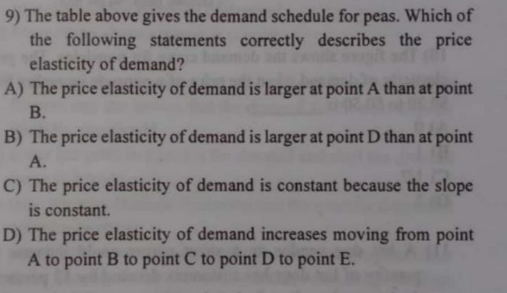 9) The table above gives the demand schedule for peas. Which of
the following statements correctly describes the price
elasticity of demand?
A) The price elasticity of demand is larger at point A than at point
B.
B) The price elasticity of demand is larger at point D than at point
A.
C) The price elasticity of demand is constant because the slope
is constant.
D) The price elasticity of demand increases moving from point
A to point B to point C to point D to point E.